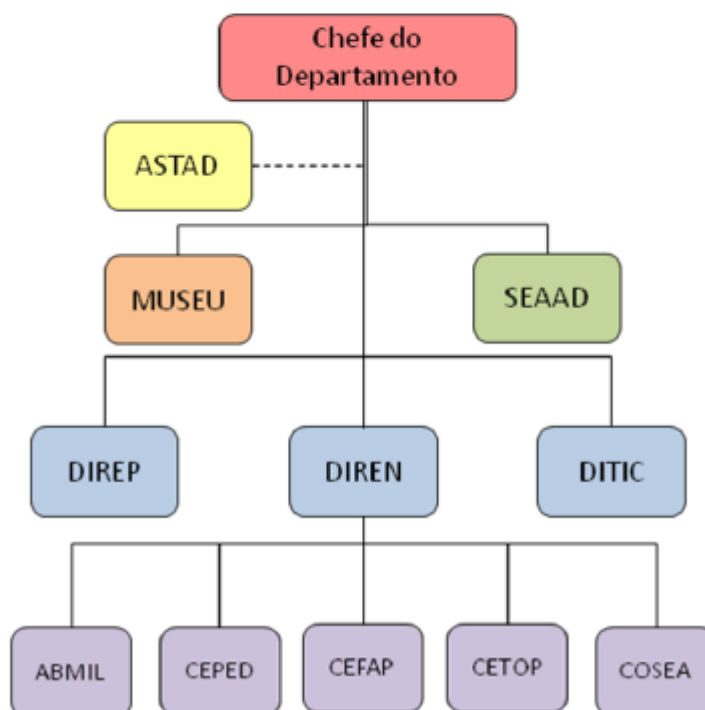 Chefe do
Departamento
ASTAD
MUSEU
SEAAD
DIREP
DIREN
DITIC
ABMIL
CEPED
CEFAP
CETOP
COSEA